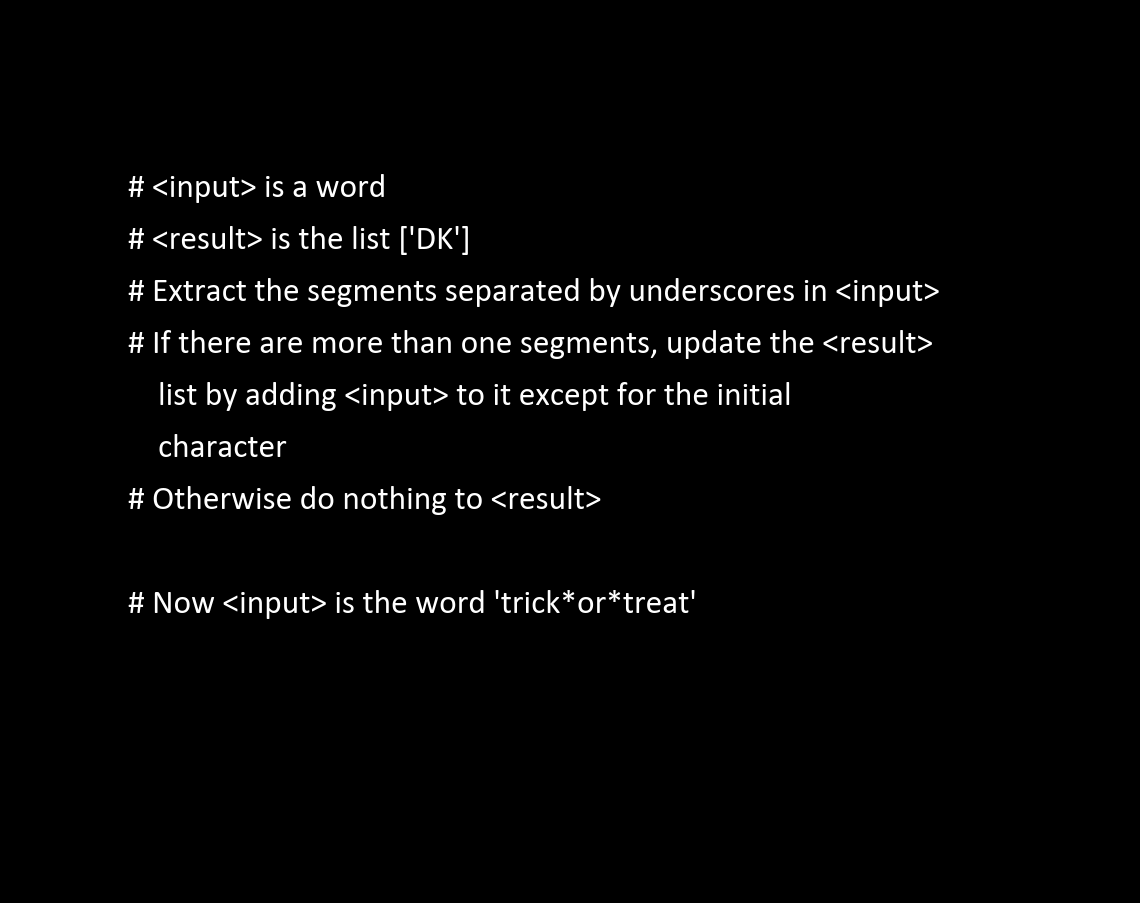 # <input> is a word
# <result> is the list ['DK']
# Extract the segments separated by underscores in <input>
# If there are more than one segments, update the <result>
list by adding <input> to it except for the initial
character
# Otherwise do nothing to <result>
# Now <input> is the word 'trick*or*treat'